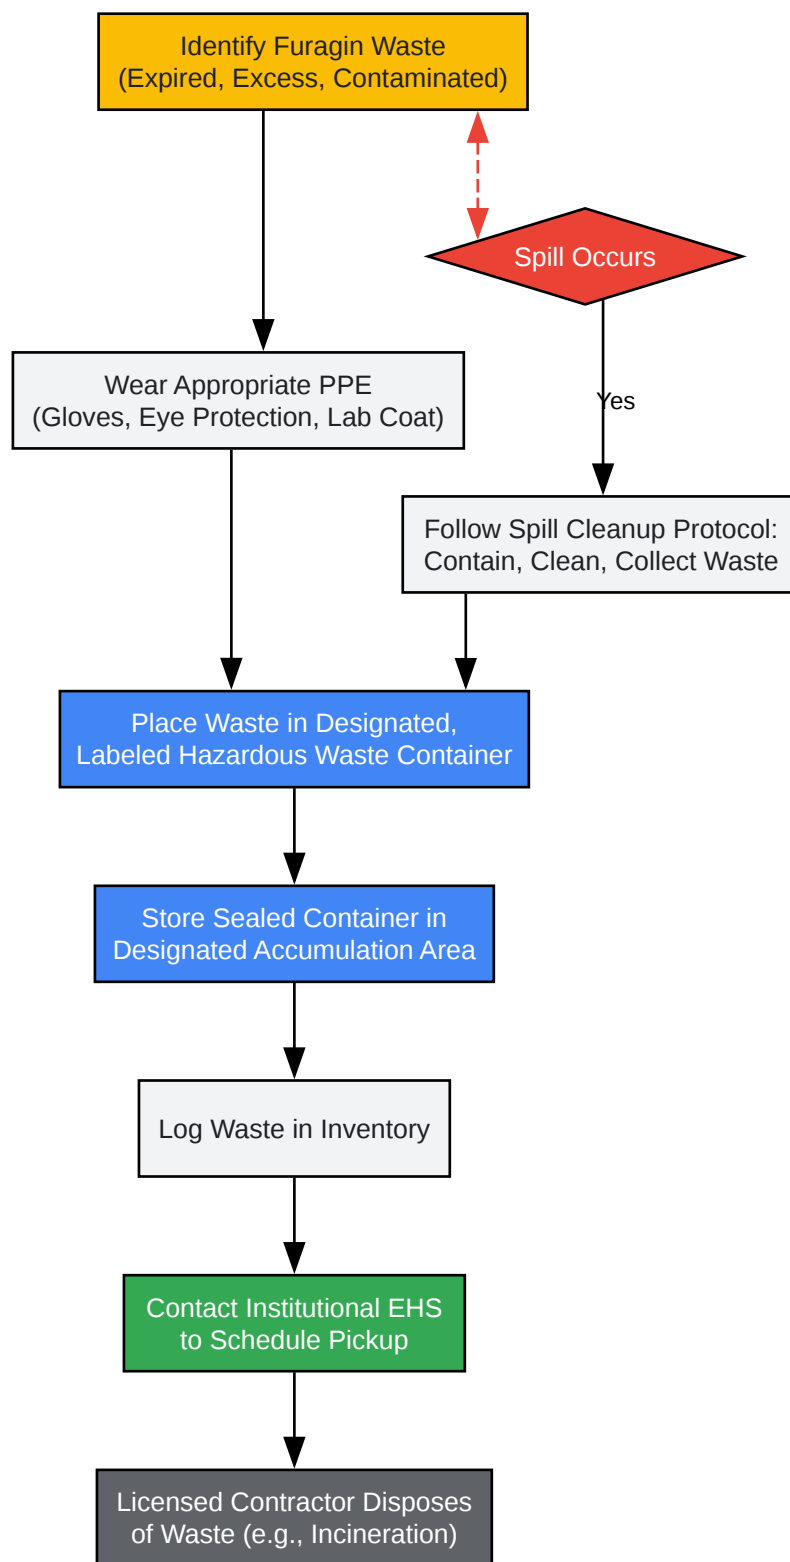 Identify Furagin Waste
(Expired, Excess, Contaminated)
Spill Occurs
Wear Appropriate PPE
(Gloves, Eye Protection, Lab Coat)
Yes
Follow Spill Cleanup Protocol:
Contain, Clean, Collect Waste
Place Waste in Designated,
Labeled Hazardous Waste Container
Store Sealed Container in
Designated Accumulation Area
Log Waste in Inventory
Contact Institutional EHS
to Schedule Pickup
Licensed Contractor Disposes
of Waste (e.g., Incineration)